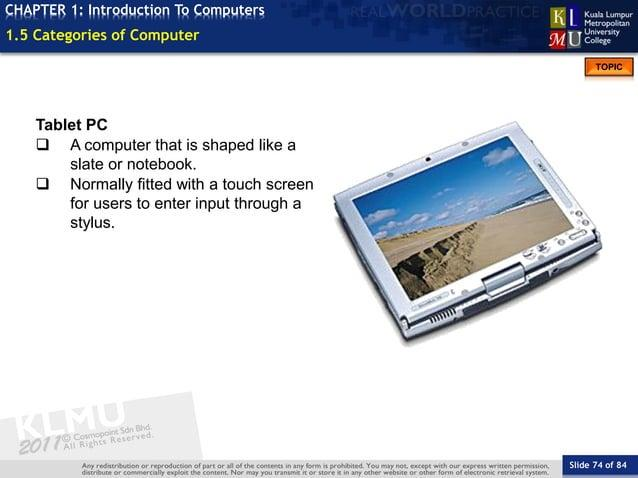 CHAPTER 1: Introduction To Computers
REALWORLDPRACTICE
KL
MU
Kuala Lumpur
Metropolitan
University
College
1.5 Categories of Computer
TOPIC
Tablet PC
❑ A computer that is shaped like a
slate or notebook.
❑ Normally fitted with a touch screen
for users to enter input through a
stylus.
KLMU
2011© Cosmopoint Sdn Bhd.
All Rights Reserved.
Any redistribution or reproduction of part or all of the contents in any form is prohibited. You may not, except with our express written permission,
distribute or commercially exploit the content. Nor may you transmit it or store it in any other website or other form of electronic retrieval system.
Slide 74 of 84